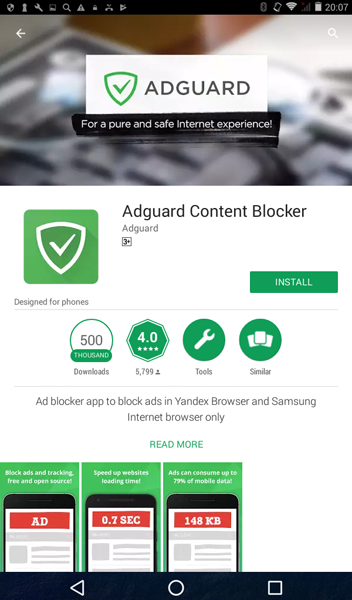 20:07
ADGUARD
For a pure and safe Internet experience!
Adguard Content Blocker
Adguard
3+
INSTALL
Designed for phones
500
THOUSAND
Downloads
4.0
5,799
Tools
Similar
Ad blocker app to block ads in Yandex Browser and Samsung
Internet browser only
READ MORE
Block ads and tracking,
free and open source!
AD
Speed up websites
loading time!
0.7 SEC
Ads can consume up to
79% of mobile data!
148 KB